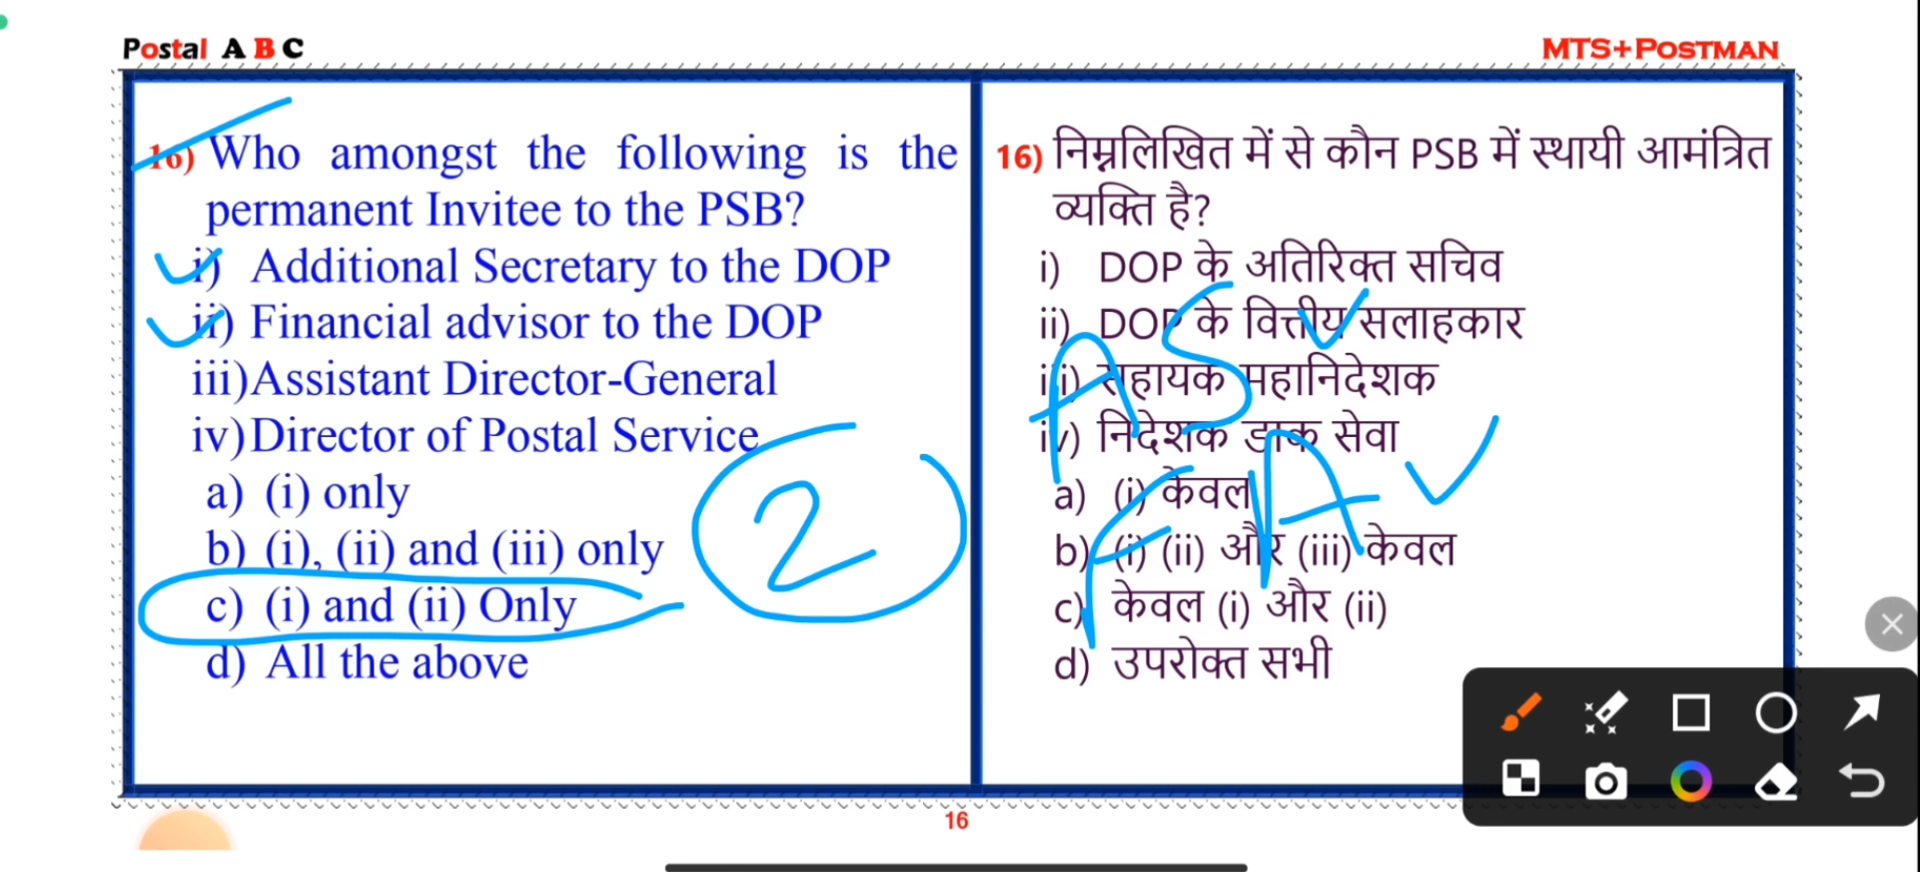 Postal A B C
MTS+POSTMAN
16) Who amongst the following is the
permanent Invitee to the PSB?
i) Additional Secretary to the DOP
ii) Financial advisor to the DOP
iii)Assistant Director-General
iv)Director of Postal Service
a) (i) only
b) (i), (ii) and (iii) only
c) (i) and (ii) Only
d) All the above
2
16) निम्नलिखित में से कौन PSB में स्थायी आमंत्रित
व्यक्ति है?
i) DOP के अतिरिक्त सचिव
ii) DOP के वित्तीय सलाहकार
iii) सहायक महानिदेशक
iv) निदेशक डाक सेवा
a) (i) केवल
b) (i) (ii) और (iii) केवल
c) केवल (i) और (ii)
d) उपरोक्त सभी
AS
FA
16